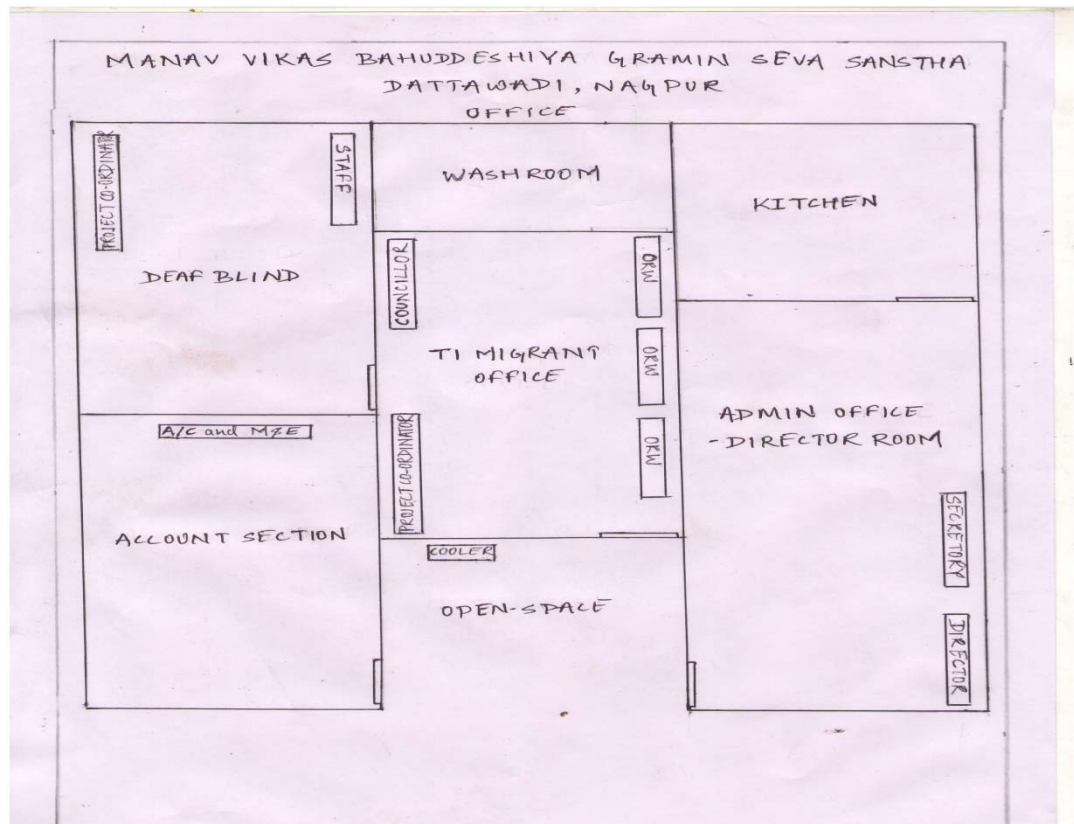 MANAV VIKAS BAHUDDESHIYA GRAMIN SEVA SANSTHA
DATTAWADI, NAGPUR
OFFICE
PROJECT CO-ORDINATOR
STAFF
DEAF BLIND
WASHROOM
KITCHEN
COUNCILLOR
ORW
TI MIGRANT
OFFICE
ORW
PROJECT CO-ORDINATOR
ORW
A/C and M&E
ACCOUNT SECTION
ADMIN OFFICE
-DIRECTOR ROOM
COOLER
OPEN-SPACE
SECRETORY
DIRECTOR